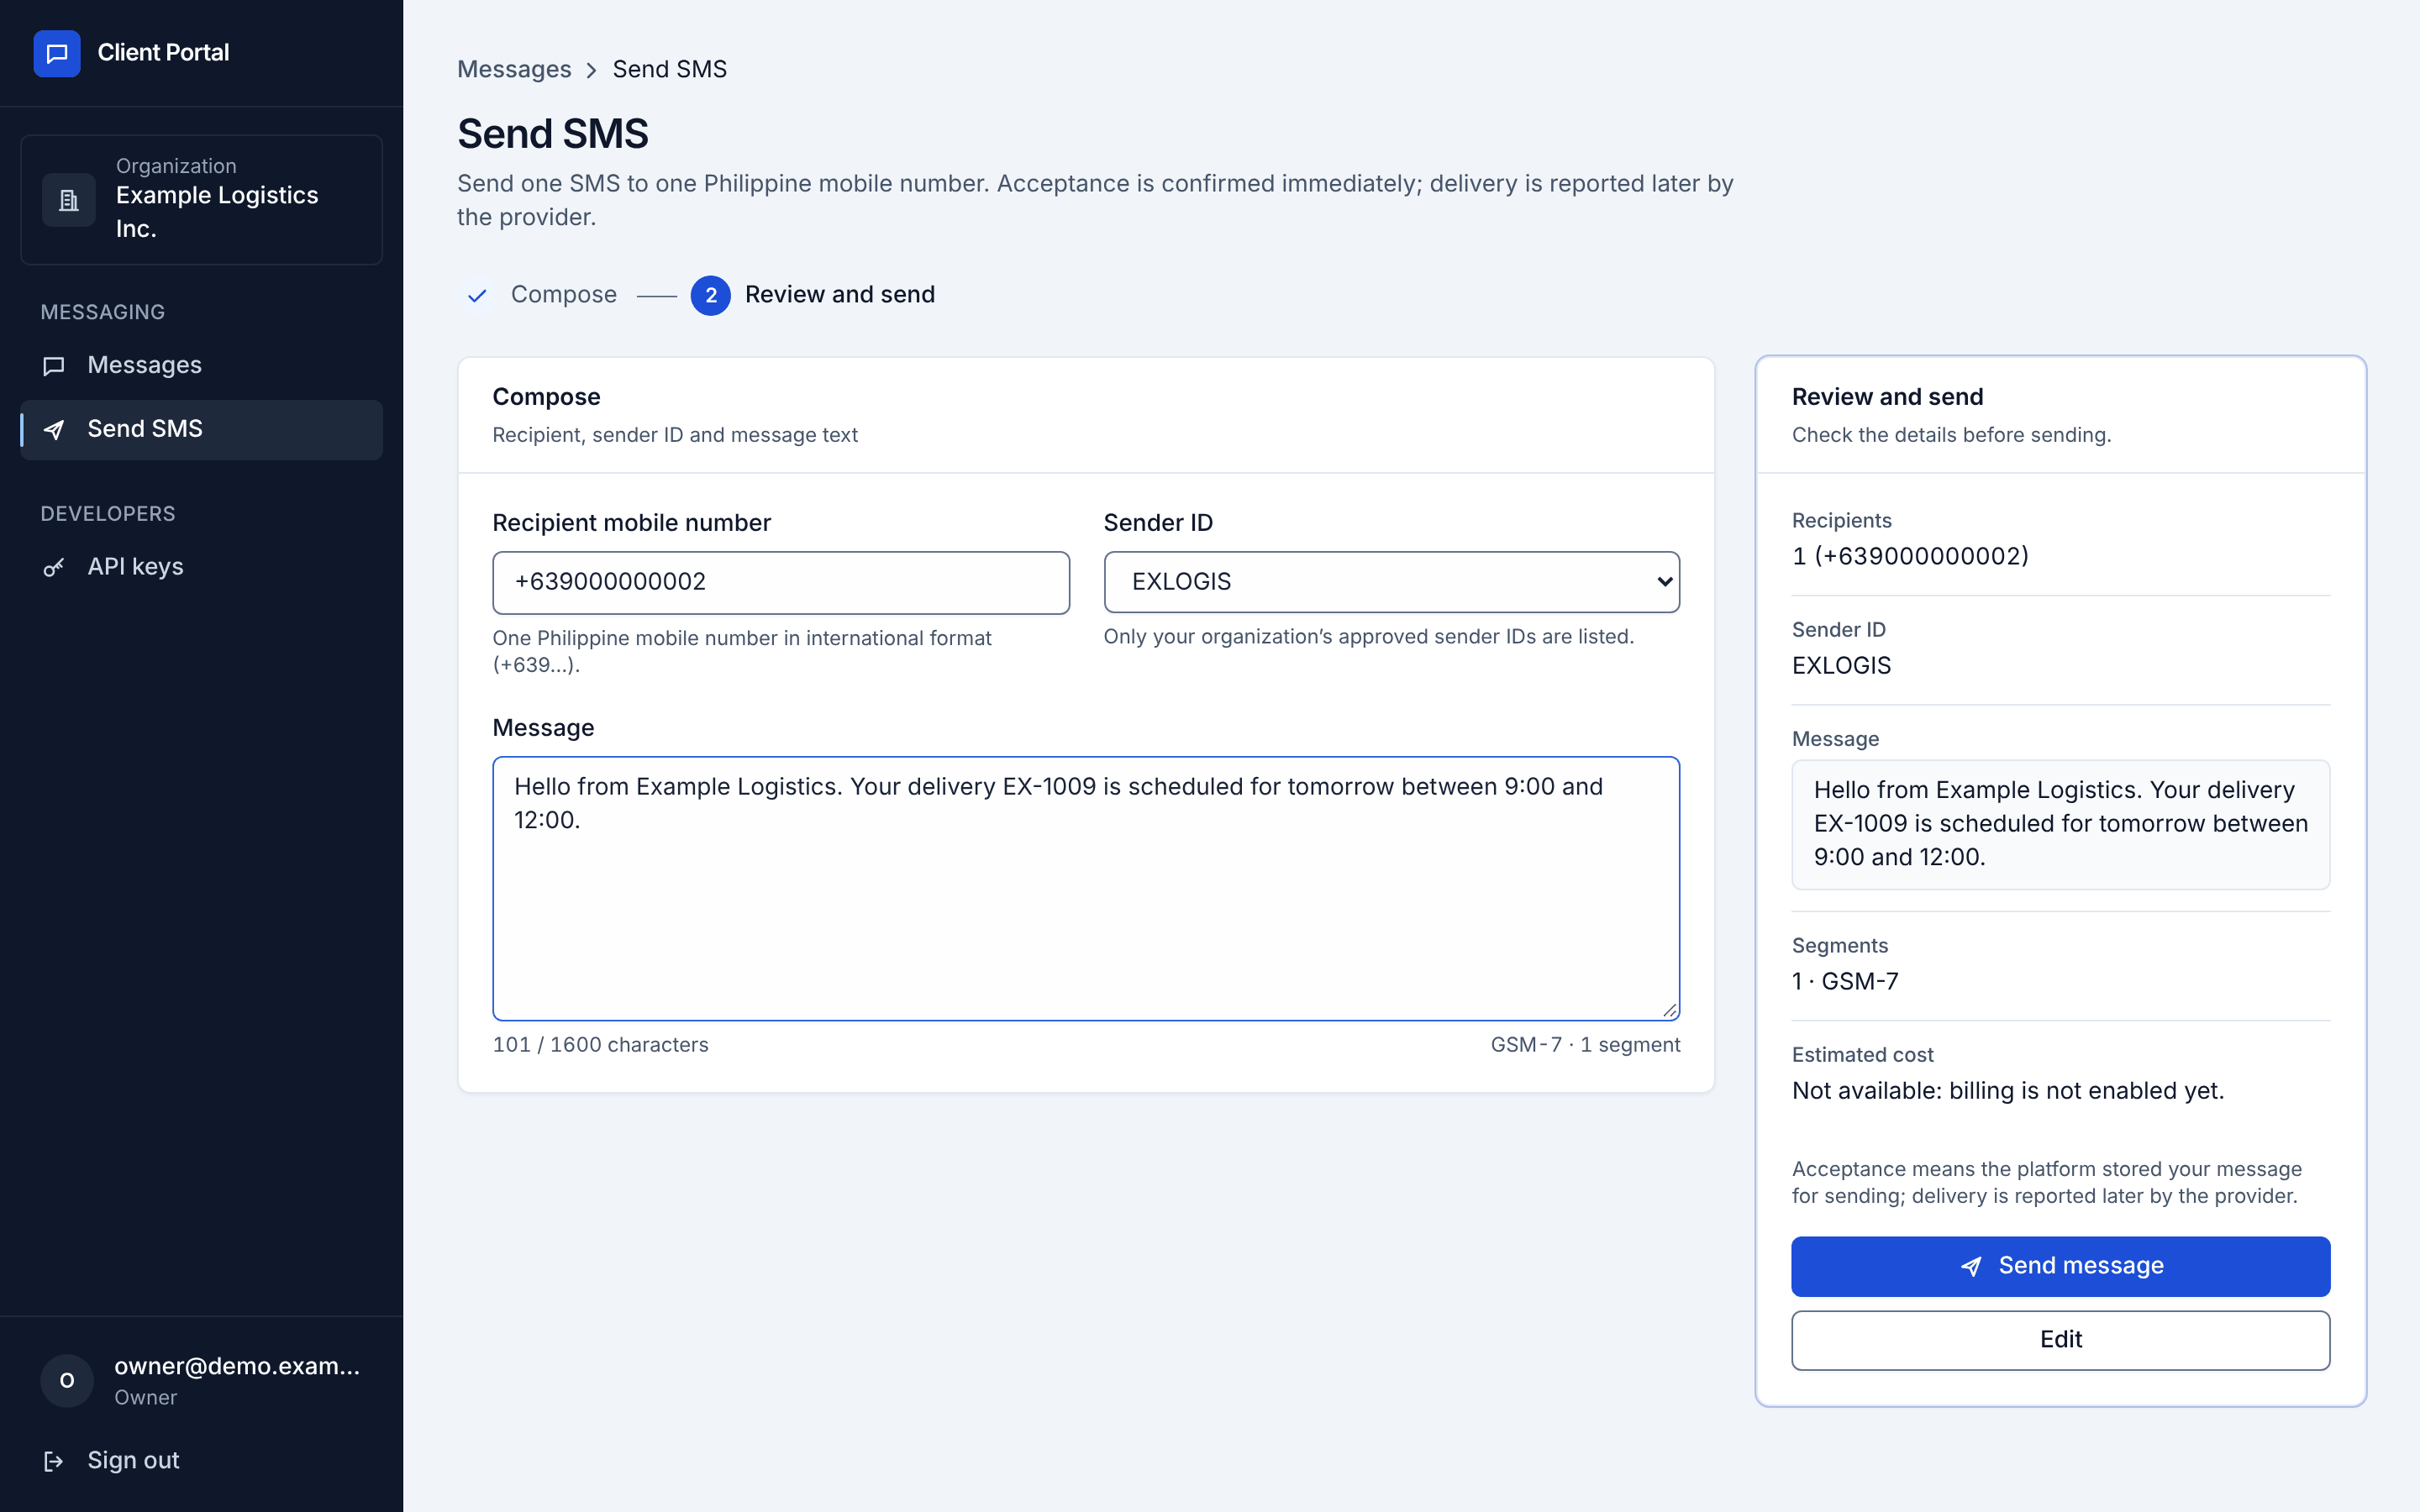 Client Portal
Organization
Example Logistics
Inc.
MESSAGING
Messages
Send SMS
DEVELOPERS
API keys
O
owner@demo.exam...
Owner
Sign out
Messages > Send SMS
Send SMS
Send one SMS to one Philippine mobile number. Acceptance is confirmed immediately; delivery is reported later by
the provider.
Compose
2 Review and send
Compose
Recipient, sender ID and message text
Recipient mobile number
+639000000002
One Philippine mobile number in international format
(+639...).
Sender ID
EXLOGIS
Only your organization’s approved sender IDs are listed.
Message
Hello from Example Logistics. Your delivery EX-1009 is scheduled for tomorrow between 9:00 and
12:00.
101 / 1600 characters
GSM-7 · 1 segment
Review and send
Check the details before sending.
Recipients
1 (+639000000002)
Sender ID
EXLOGIS
Message
Hello from Example Logistics. Your delivery
EX-1009 is scheduled for tomorrow between
9:00 and 12:00.
Segments
1 · GSM-7
Estimated cost
Not available: billing is not enabled yet.
Acceptance means the platform stored your message
for sending; delivery is reported later by the provider.
Send message
Edit